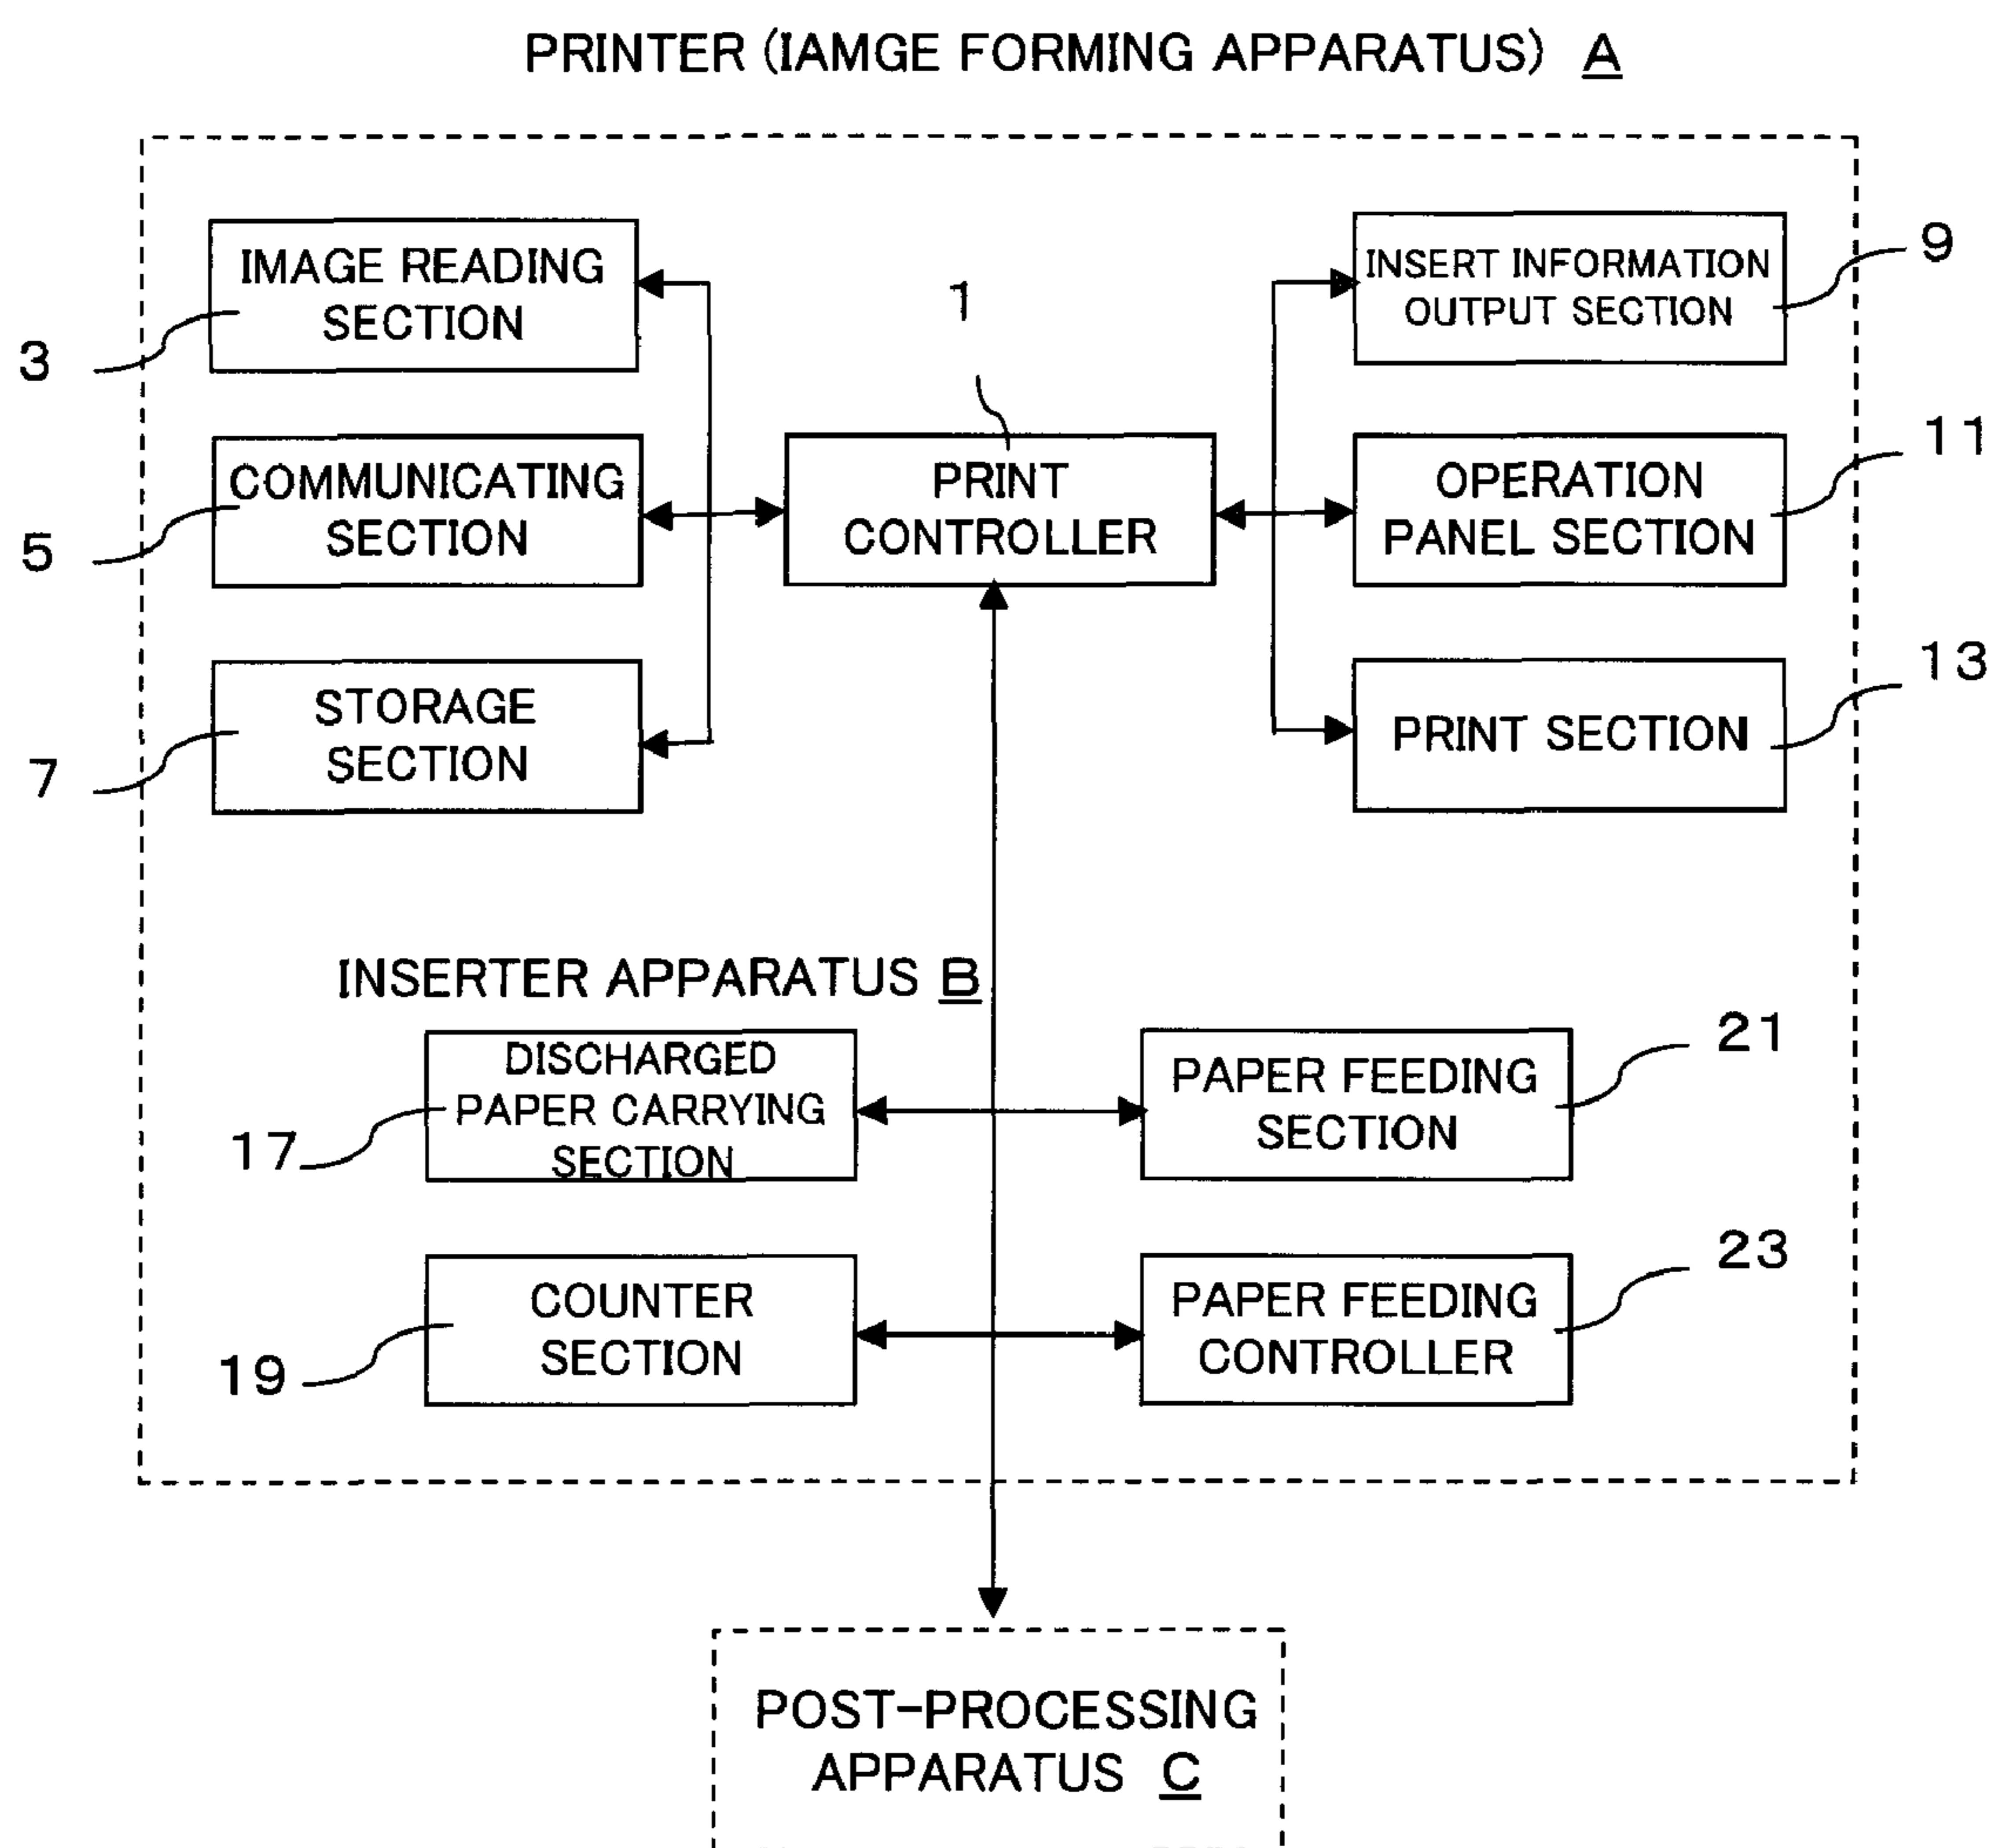 PRINTER (IAMGE FORMING APPARATUS) A
IMAGE READING
SECTION
3
1
INSERT INFORMATION
OUTPUT SECTION
9
COMMUNICATING
SECTION
5
PRINT
CONTROLLER
OPERATION
PANEL SECTION
11
STORAGE
SECTION
7
PRINT SECTION
13
INSERTER APPARATUS B
DISCHARGED
PAPER CARRYING
SECTION
17
PAPER FEEDING
SECTION
21
COUNTER
SECTION
19
PAPER FEEDING
CONTROLLER
23
POST-PROCESSING
APPARATUS C